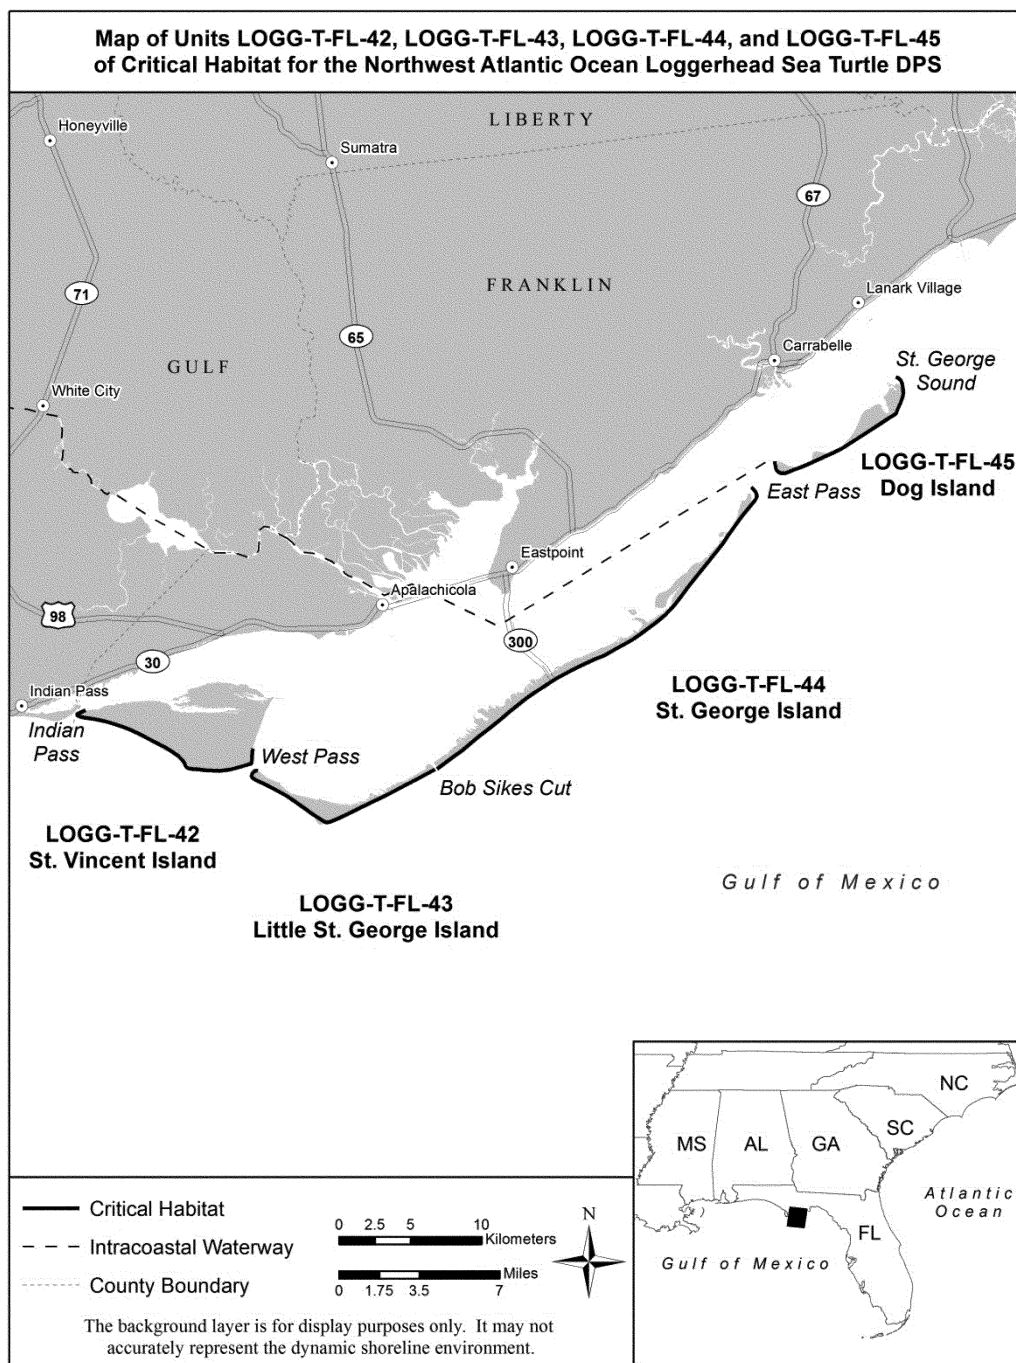 Map of Units LOGG-T-FL-42, LOGG-T-FL-43, LOGG-T-FL-44, and LOGG-T-FL-45
of Critical Habitat for the Northwest Atlantic Ocean Loggerhead Sea Turtle DPS
LIBERTY
Honeyville
Sumatra
67
FRANKLIN
Lanark Village
71
65
Carrabelle
GULF
St. George
Sound
White City
LOGG-T-FL-45
Dog Island
East Pass
Eastpoint
Apalachicola
98
300
30
Indian Pass
LOGG-T-FL-44
St. George Island
Indian
Pass
West Pass
Bob Sikes Cut
LOGG-T-FL-42
St. Vincent Island
LOGG-T-FL-43
Little St. George Island
Gulf of Mexico
NC
SC
MS
AL
GA
Atlantic
Ocean
FL
Gulf of Mexico
Critical Habitat
Intracoastal Waterway
County Boundary
0 2.5 5 10
Kilometers
Miles
0 1.75 3.5 7
N
The background layer is for display purposes only. It may not
accurately represent the dynamic shoreline environment.